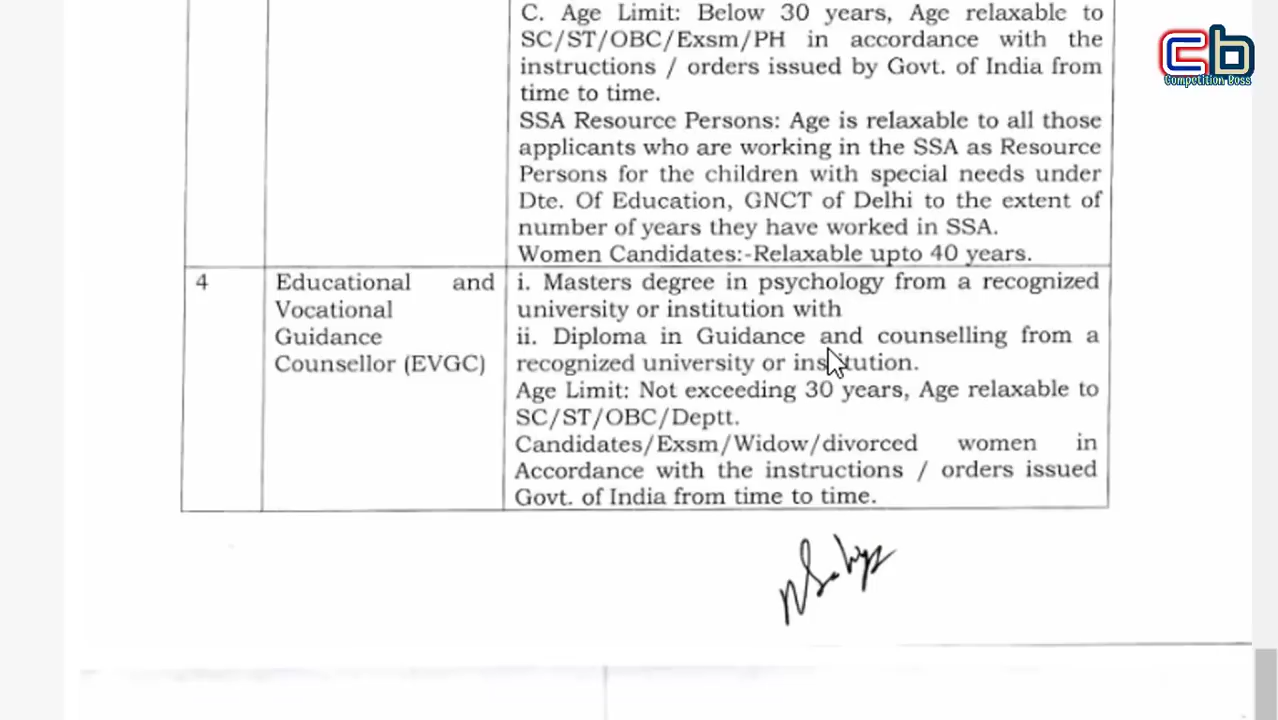 C. Age Limit: Below 30 years, Age relaxable to
SC/ST/OBC/Exsm/PH in accordance with the
instructions / orders issued by Govt. of India from
time to time.
SSA Resource Persons: Age is relaxable to all those
applicants who are working in the SSA as Resource
Persons for the children with special needs under
Dte. Of Education, GNCT of Delhi to the extent of
number of years they have worked in SSA.
Women Candidates:-Relaxable upto 40 years.
4
Educational and
Vocational
Guidance
Counsellor (EVGC)
i. Masters degree in psychology from a recognized
university or institution with
ii. Diploma in Guidance and counselling from a
recognized university or institution.
Age Limit: Not exceeding 30 years, Age relaxable to
SC/ST/OBC/Deptt.
Candidates/Exsm/Widow/divorced women in
Accordance with the instructions / orders issued
Govt. of India from time to time.
cb
Competition Boss